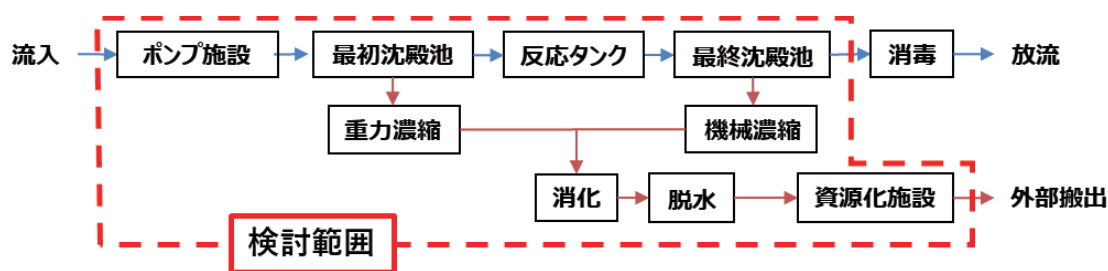 流入
ポンプ施設
最初沈殿池
反応タンク
最終沈殿池
消毒
放流
重力濃縮
機械濃縮
消化
脱水
資源化施設
外部搬出
検討範囲